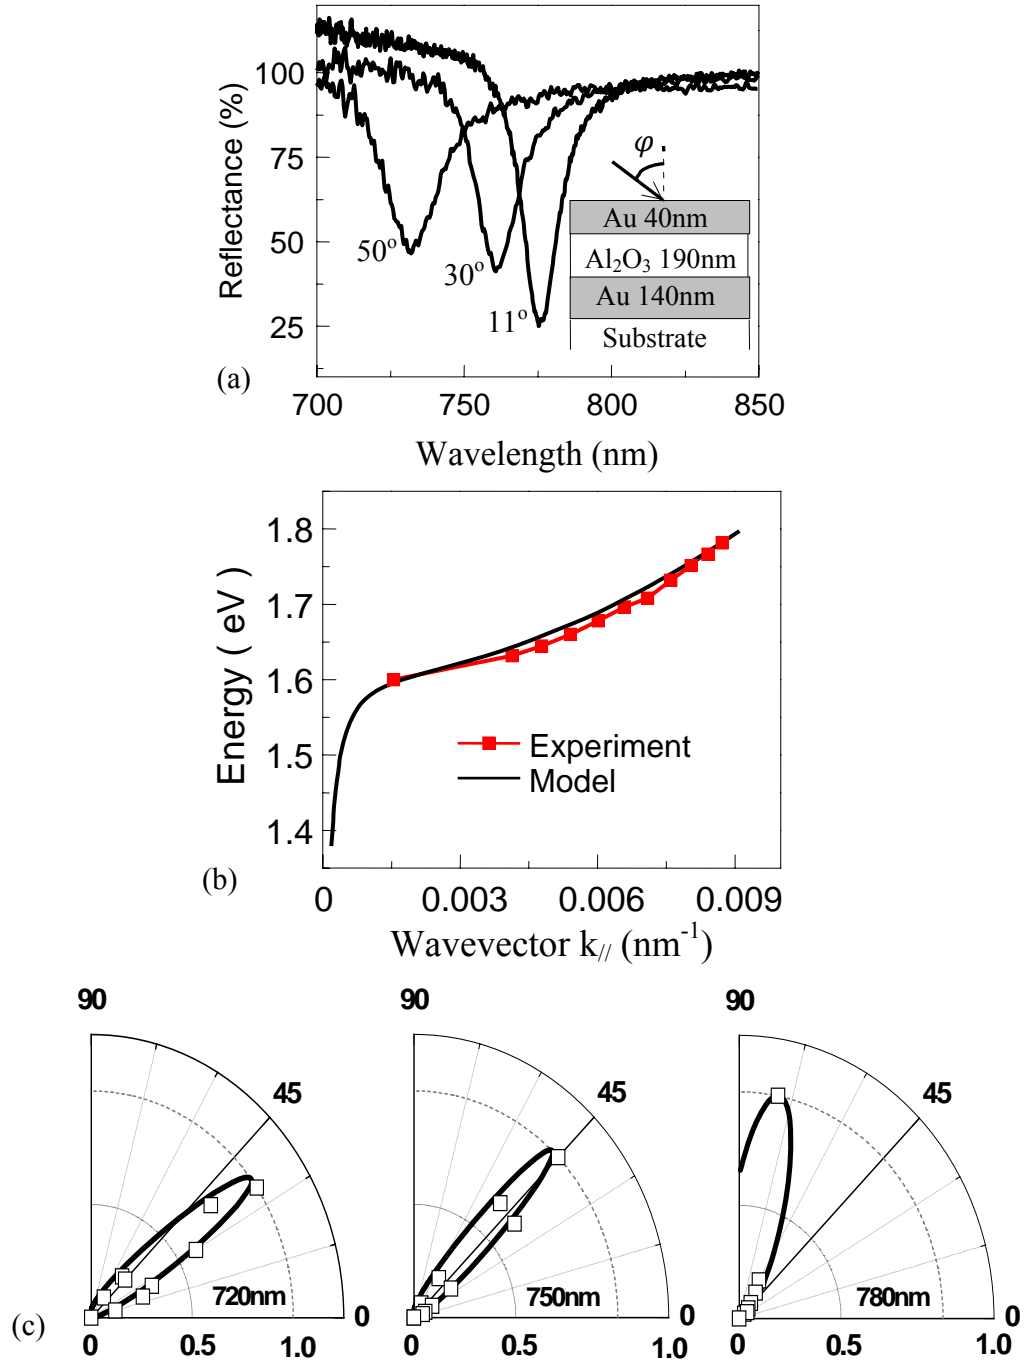 Reflectance (%)
100
75
50
25
50°
30°
11°
φ
Au 40nm
Al₂O₃ 190nm
Au 140nm
Substrate
(a)
700 750 800 850
Wavelength (nm)
Energy ( eV )
1.8
1.7
1.6
1.5
1.4
Experiment
Model
(b)
0 0.003 0.006 0.009
Wavevector k// (nm⁻¹)
90 90 90
45 45 45
720nm 0 750nm 0 780nm 0
(c)
0 0.5 1.0 0 0.5 1.0 0 0.5 1.0